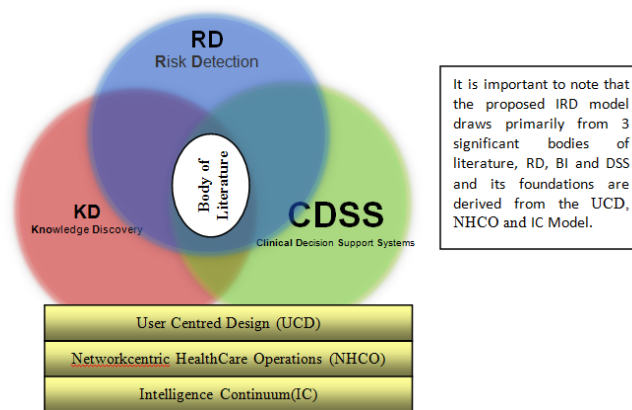 RD
Risk Detection
Body of
Literature
KD
Knowledge Discovery
CDSS
Clinical Decision Support Systems
User Centred Design (UCD)
Networkcentric HealthCare Operations (NHCO)
Intelligence Continuum(IC)
It is important to note that
the proposed IRD model
draws primarily from 3
significant bodies of
literature, RD, BI and DSS
and its foundations are
derived from the UCD,
NHCO and IC Model.